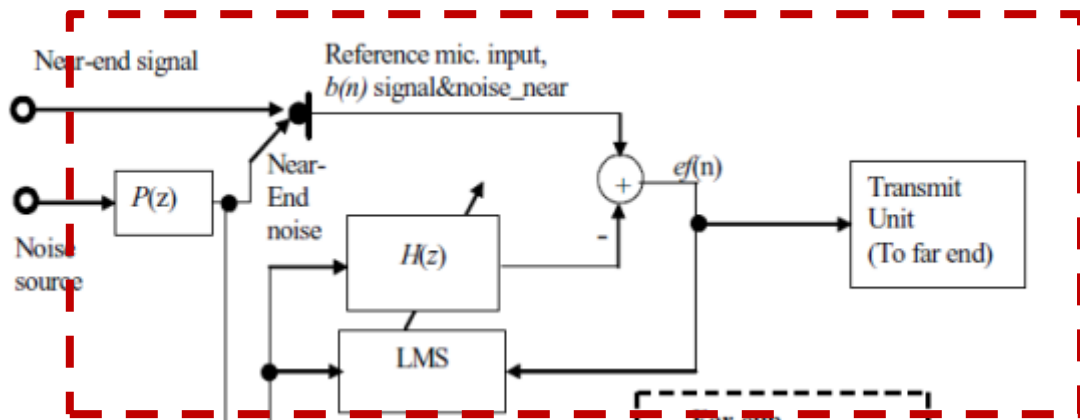 Near-end signal
Reference mic. input,
b(n) signal&noise_near
P(z)
Near-
End
noise
Noise
source
H(z)
LMS
+
-
ef(n)
Transmit
Unit
(To far end)